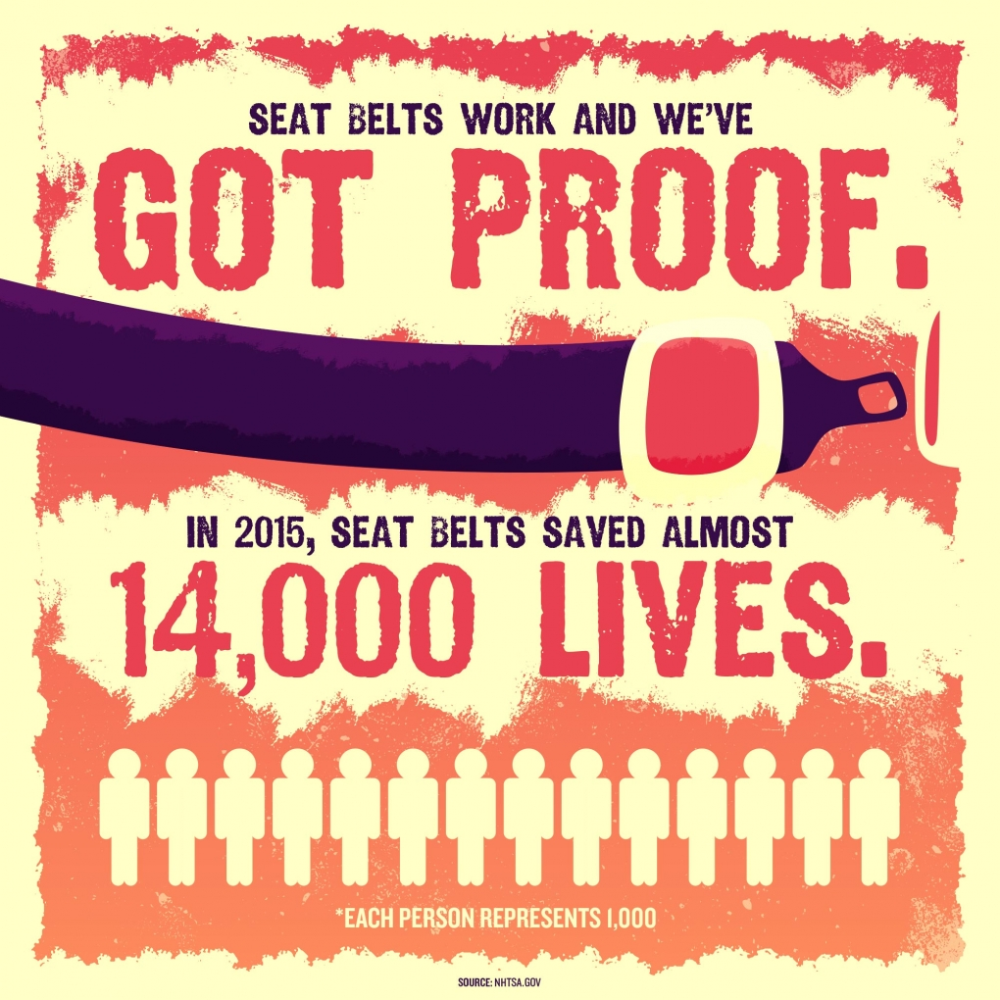 SEAT BELTS WORK AND WE'VE
GOT PROOF.
IN 2015, SEAT BELTS SAVED ALMOST
14,000 LIVES.
*EACH PERSON REPRESENTS 1,000
SOURCE: NHTSA.GOV